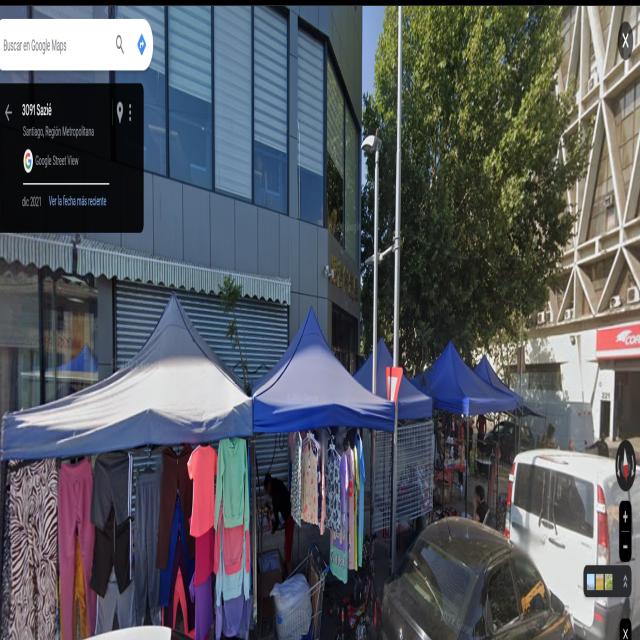 Buscar en Google Maps
3091 Sazié
Santiago, Región Metropolitana
Google Street View
dic 2021 Ver la fecha más reciente